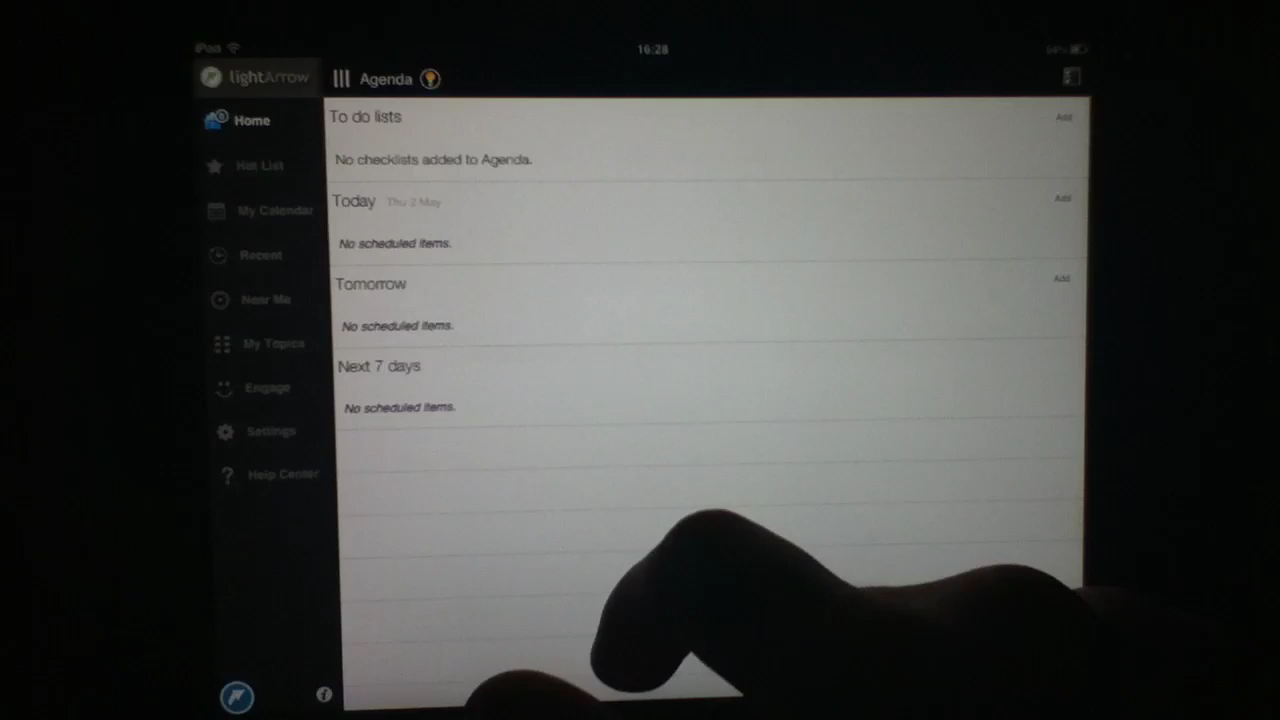 iPad
16:28
lightArrow
Agenda
Home
Hot List
My Calendar
Recent
Near Me
My Topics
Engage
Settings
Help Center
To do lists
Add
No checklists added to Agenda.
Today Thu 2 May
Add
No scheduled items.
Tomorrow
Add
No scheduled items.
Next 7 days
No scheduled items.